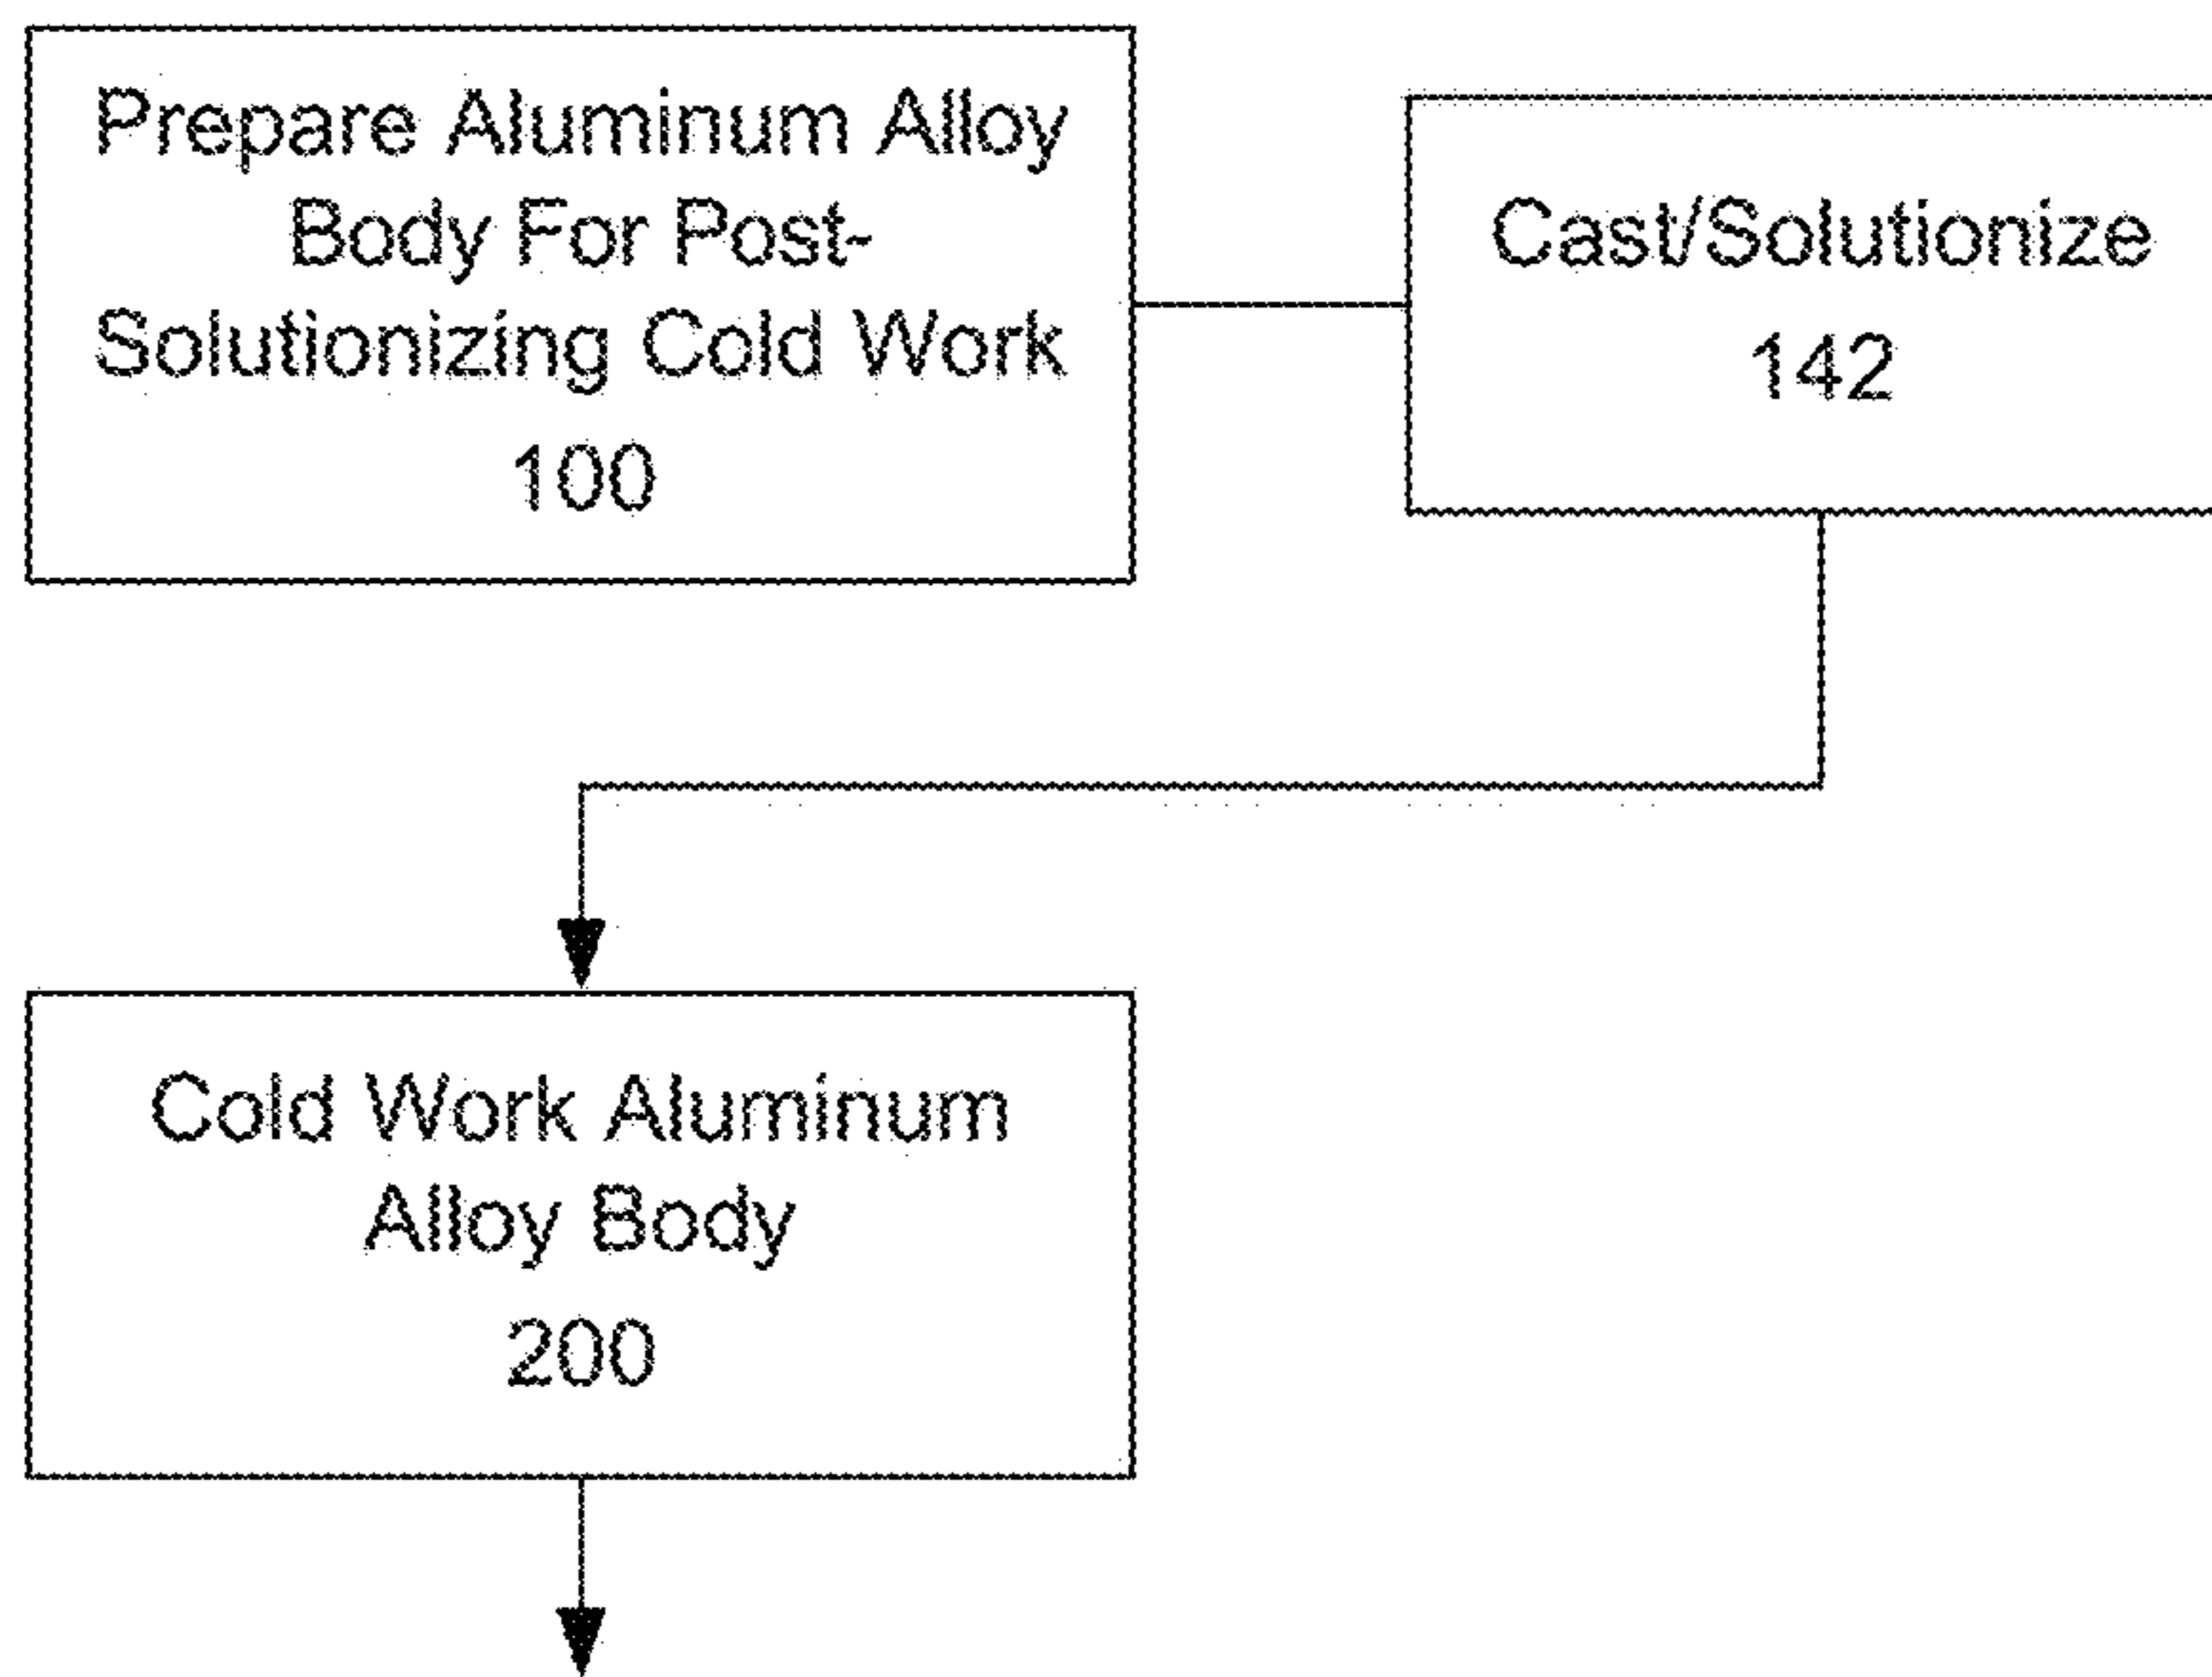 Prepare Aluminum Alloy
Body For Post-
Solutionizing Cold Work
100
Cast/Solutionize
142
Cold Work Aluminum
Alloy Body
200